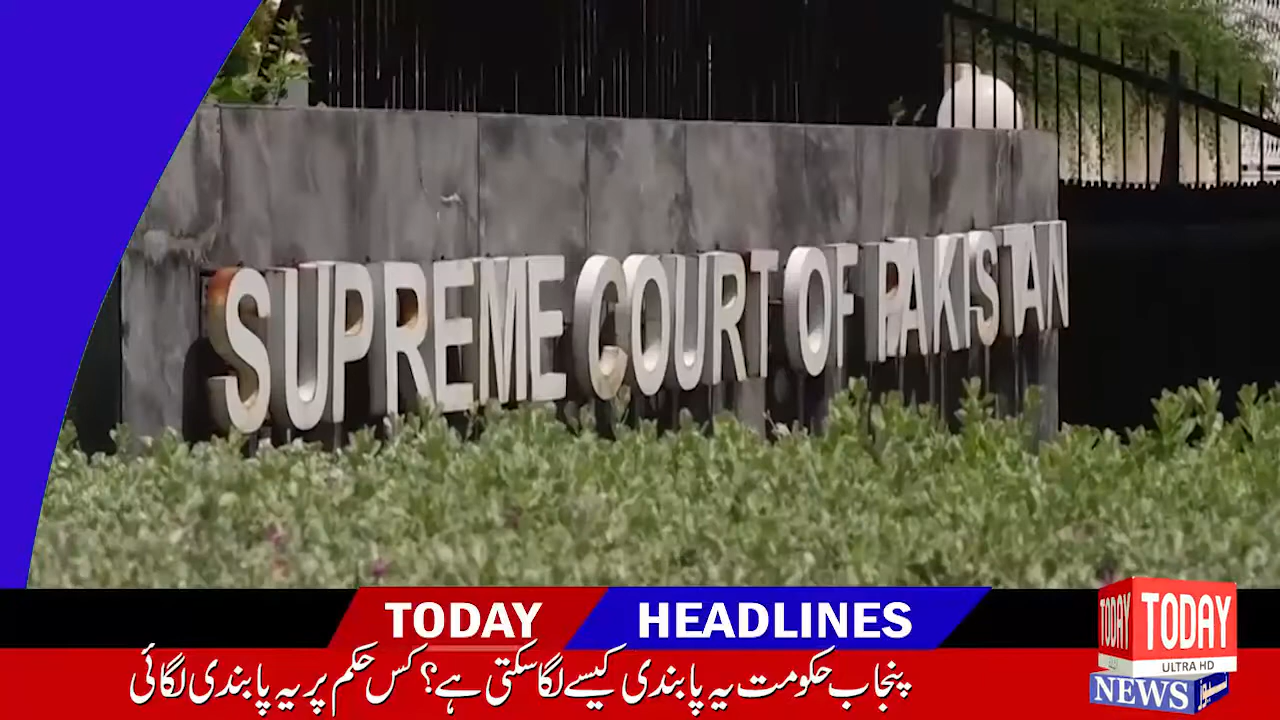 SUPREME COURT OF PAKISTAN
TODAY HEADLINES
پنجاب حکومت یہ پابندی کیسے لگا سکتی ہے؟ کس حکم پر یہ پابندی لگائی
TODAY TODAY
ULTRA HD
NEWS نیوز